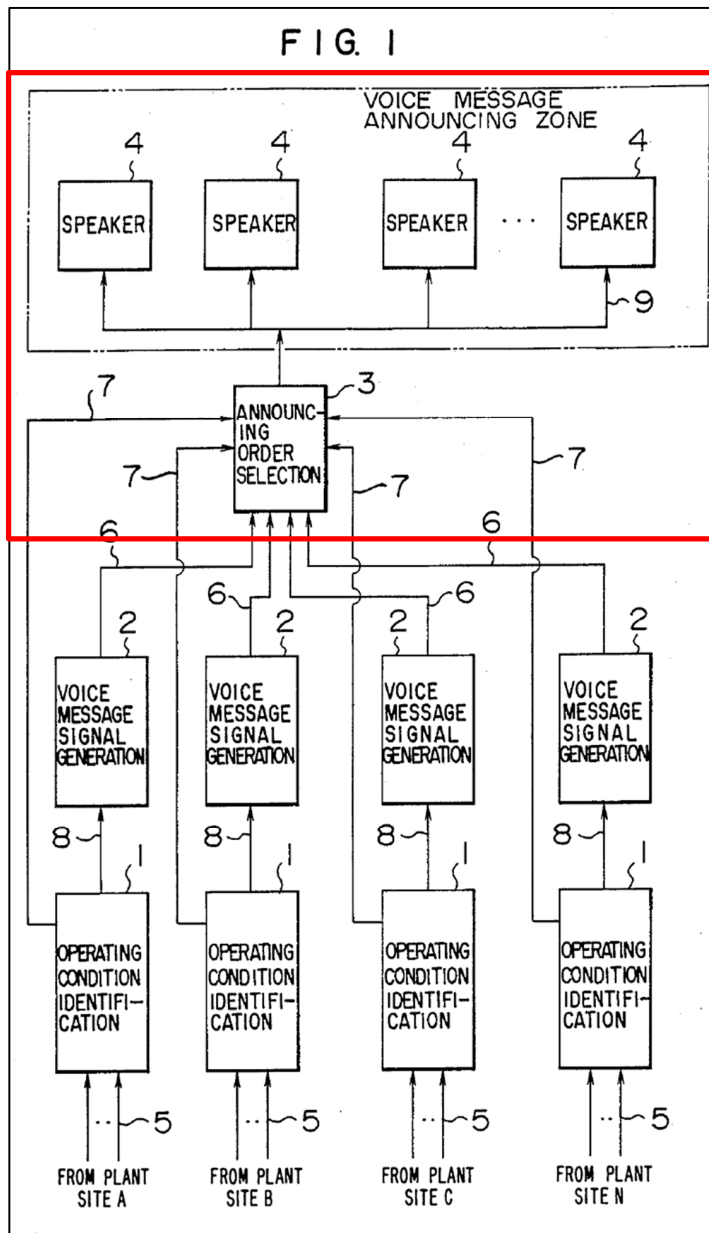 FIG. 1
VOICE MESSAGE
ANNOUNCING ZONE
4 4 4 4
SPEAKER SPEAKER SPEAKER ... SPEAKER
9
7 3
ANNOUNC-
ING
ORDER
SELECTION
7 7 7
6 6
6 6
2 2 2 2
VOICE
MESSAGE
SIGNAL
GENERATION
VOICE
MESSAGE
SIGNAL
GENERATION
VOICE
MESSAGE
SIGNAL
GENERATION
VOICE
MESSAGE
SIGNAL
GENERATION
8 8 8 8
1 1 1 1
OPERATING
CONDITION
IDENTIFI-
CATION
OPERATING
CONDITION
IDENTIFI-
CATION
OPERATING
CONDITION
IDENTIFI-
CATION
OPERATING
CONDITION
IDENTIFI-
CATION
.. 5 .. 5 .. 5 .. 5
FROM PLANT
SITE A
FROM PLANT
SITE B
FROM PLANT
SITE C
FROM PLANT
SITE N